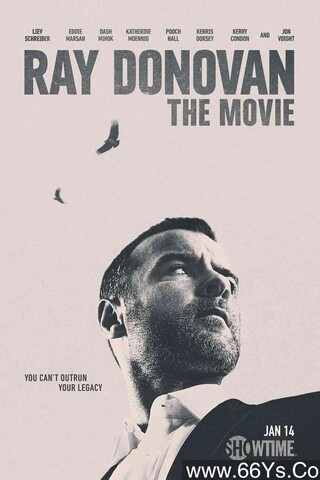 LIEV SCHREIBER EDDIE MARSAN DASH MIHOK KATHERINE MOENNIG POOCH HALL KERRIS DORSEY KERRY CONDON AND JON VOIGHT
RAY DONOVAN
THE MOVIE
YOU CAN'T OUTRUN
YOUR LEGACY
JAN 14
SHOWTIME
www.66Ys.Co